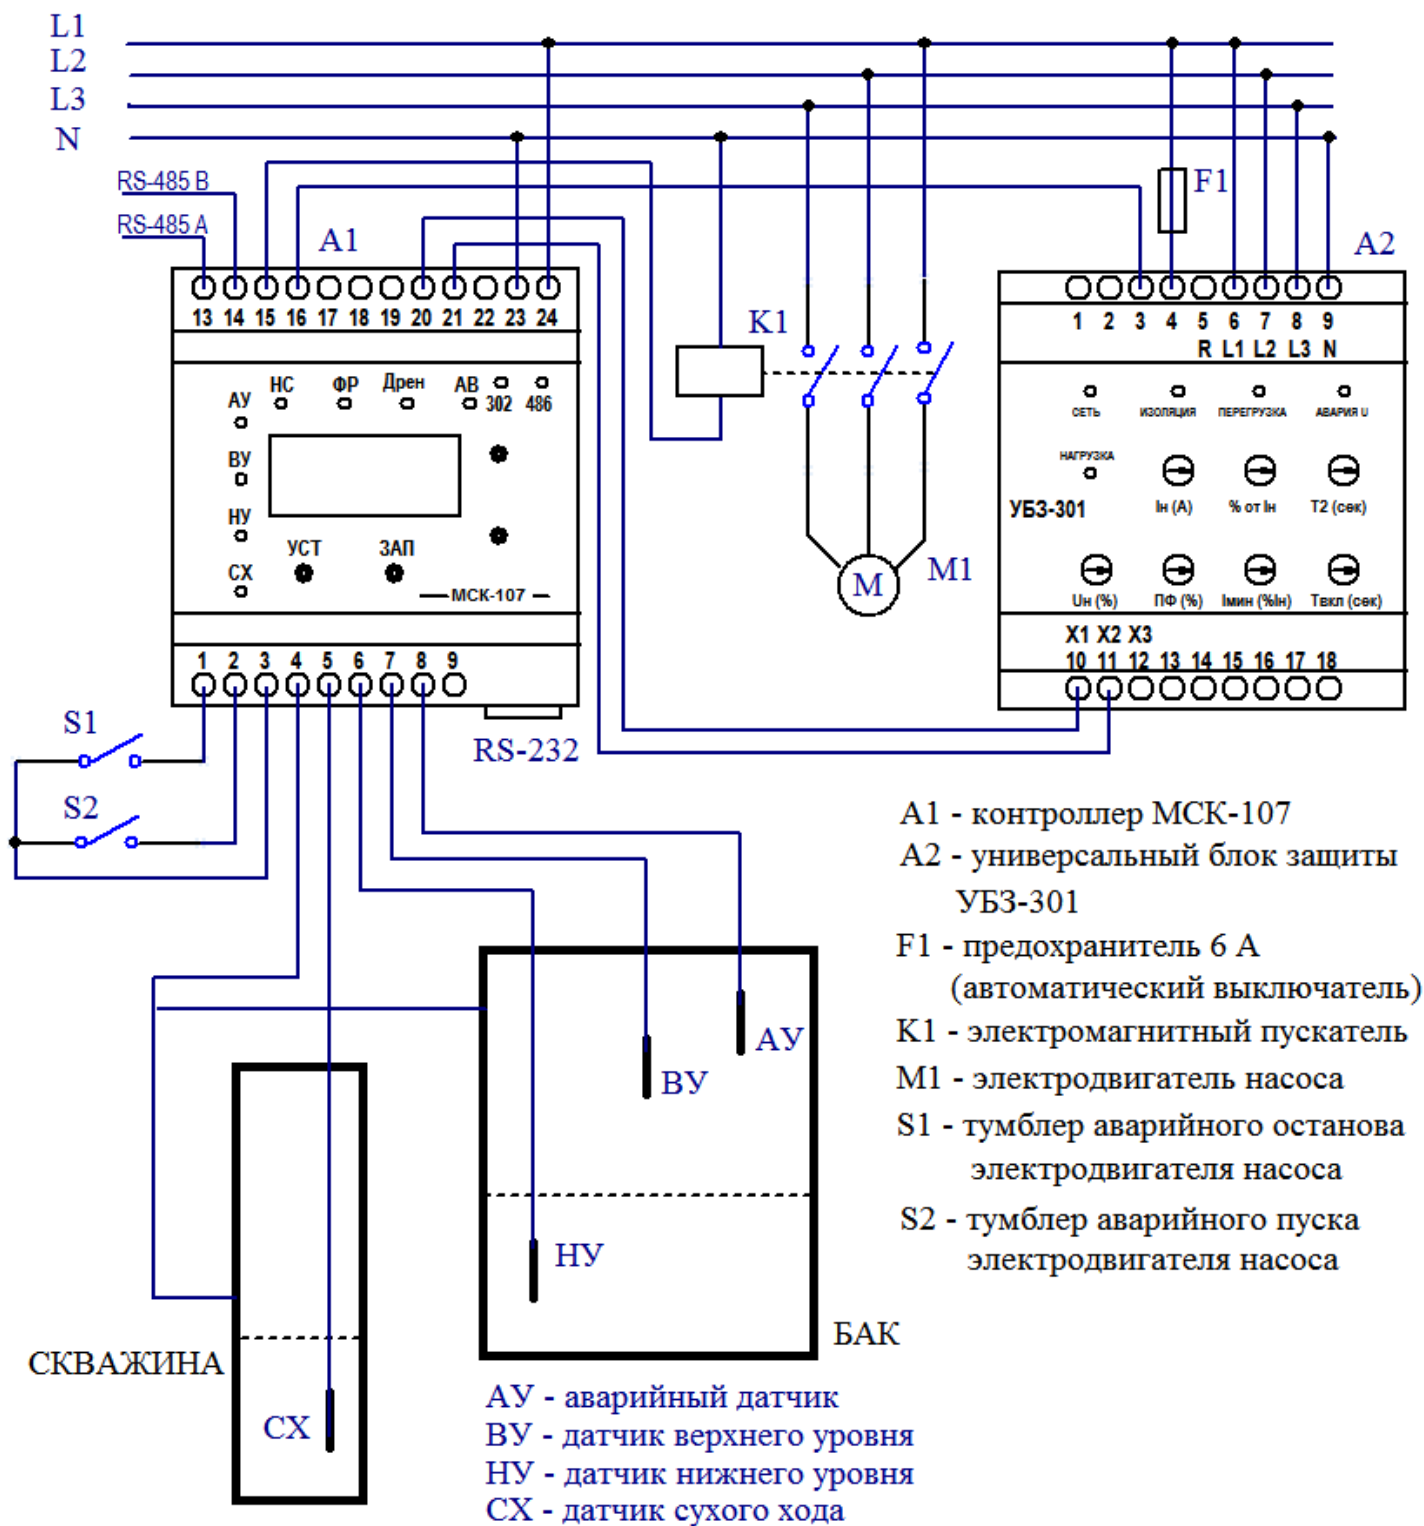 L1
L2
L3
N
RS-485 B
RS-485 A
A1
K1
F1
A2
13 14 15 16 17 18 19 20 21 22 23 24
НС ФР Дрен АВ 302 486
АУ
ВУ
НУ
СХ
УСТ ЗАП
МСК-107
1 2 3 4 5 6 7 8 9
RS-232
M
M1
1 2 3 4 5 6 7 8 9
R L1 L2 L3 N
СЕТЬ ИЗОЛЯЦИЯ ПЕРЕГРУЗКА АВАРИЯ U
НАГРУЗКА
УБЗ-301
Iн (А) % от Iн T2 (сек)
Uн (%) ПФ (%) Iмин (%Iн) Твкл (сек)
X1 X2 X3
10 11 12 13 14 15 16 17 18
S1
S2
А1 - контроллер МСК-107
А2 - универсальный блок защиты
УБЗ-301
F1 - предохранитель 6 А
(автоматический выключатель)
К1 - электромагнитный пускатель
М1 - электродвигатель насоса
S1 - тумблер аварийного останова
электродвигателя насоса
S2 - тумблер аварийного пуска
электродвигателя насоса
АУ
ВУ
НУ
БАК
СКВАЖИНА
СХ
АУ - аварийный датчик
ВУ - датчик верхнего уровня
НУ - датчик нижнего уровня
СХ - датчик сухого хода